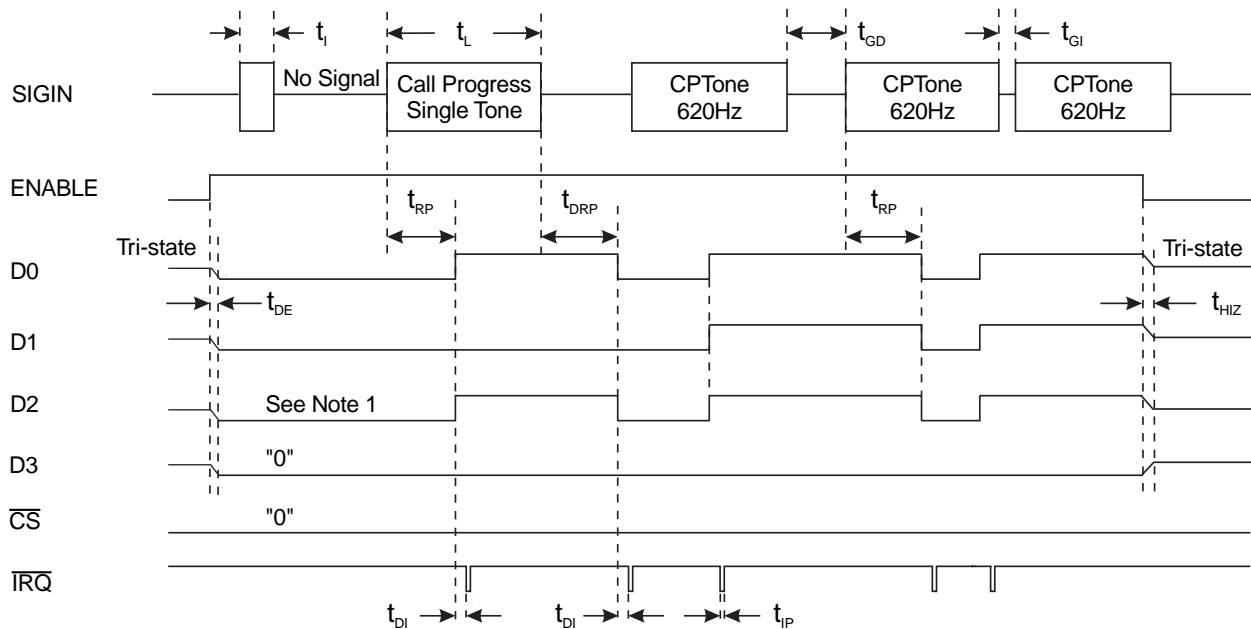 tI
tL
tGD
tGI
SIGIN
No Signal
Call Progress
Single Tone
CPTone
620Hz
CPTone
620Hz
CPTone
620Hz
ENABLE
tRP
tDRP
tRP
Tri-state
Tri-state
D0
tDE
tHIZ
D1
See Note 1
D2
"0"
D3
"0"
CS
IRQ
tDI
tDI
tIP